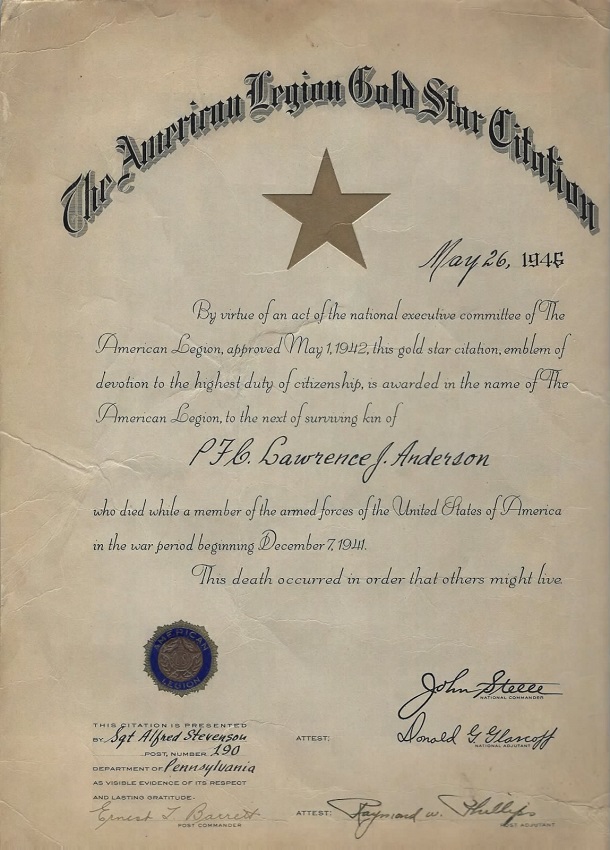 The American Legion Gold Star Citation
May 26, 1946
By virtue of an act of the national executive committee of The
American Legion, approved May 1, 1942, this gold star citation, emblem of
devotion to the highest duty of citizenship, is awarded in the name of The
American Legion, to the next of surviving kin of
P.F.C. Lawrence J. Anderson
who died while a member of the armed forces of the United States of America
in the war period beginning December 7, 1941.
This death occurred in order that others might live.
AMERICAN
LEGION
John Stelle
NATIONAL COMMANDER
THIS CITATION IS PRESENTED
BY Sgt Alfred Stevenson
POST, NUMBER 190
DEPARTMENT OF Pennsylvania
AS VISIBLE EVIDENCE OF ITS RESPECT
AND LASTING GRATITUDE-
ATTEST: Donald G. Glascoff
NATIONAL ADJUTANT
Ernest T. Barrett
POST COMMANDER
ATTEST: Raymond W. Phillips
POST ADJUTANT